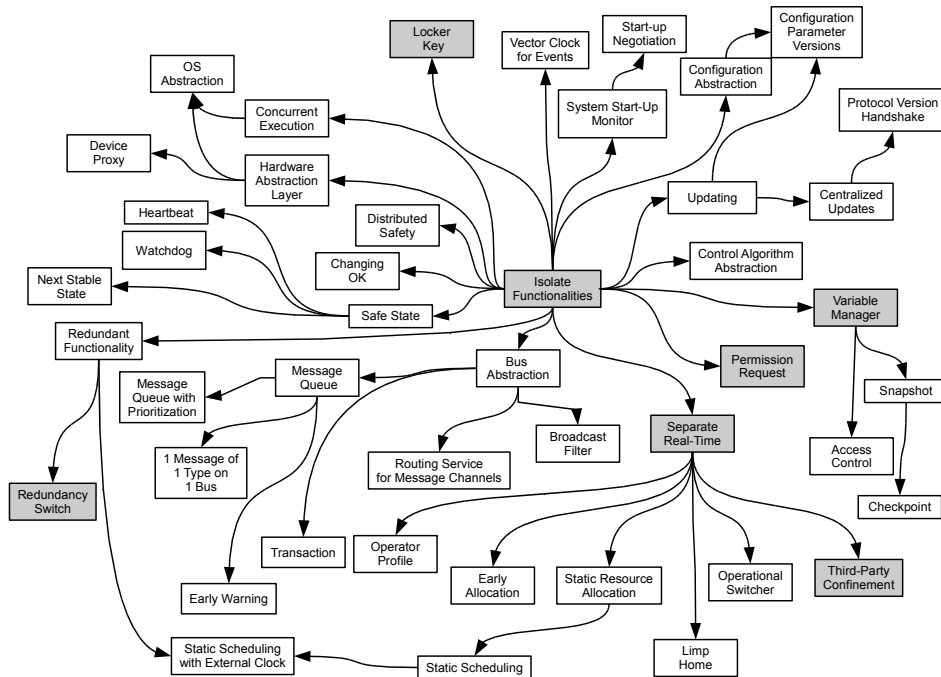 Locker
Key
Vector Clock
for Events
Start-up
Negotiation
Configuration
Parameter
Versions
OS
Abstraction
Configuration
Abstraction
Concurrent
Execution
System Start-Up
Monitor
Protocol Version
Handshake
Device
Proxy
Hardware
Abstraction
Layer
Updating
Centralized
Updates
Heartbeat
Distributed
Safety
Watchdog
Control Algorithm
Abstraction
Changing
OK
Next Stable
State
Isolate
Functionalities
Safe State
Variable
Manager
Redundant
Functionality
Bus
Abstraction
Permission
Request
Message
Queue
Message
Queue with
Prioritization
Snapshot
Separate
Real-Time
Broadcast
Filter
1 Message of
1 Type on
1 Bus
Routing Service
for Message Channels
Access
Control
Redundancy
Switch
Checkpoint
Transaction
Operator
Profile
Early
Allocation
Static Resource
Allocation
Operational
Switcher
Third-Party
Confinement
Early Warning
Static Scheduling
with External Clock
Static Scheduling
Limp
Home